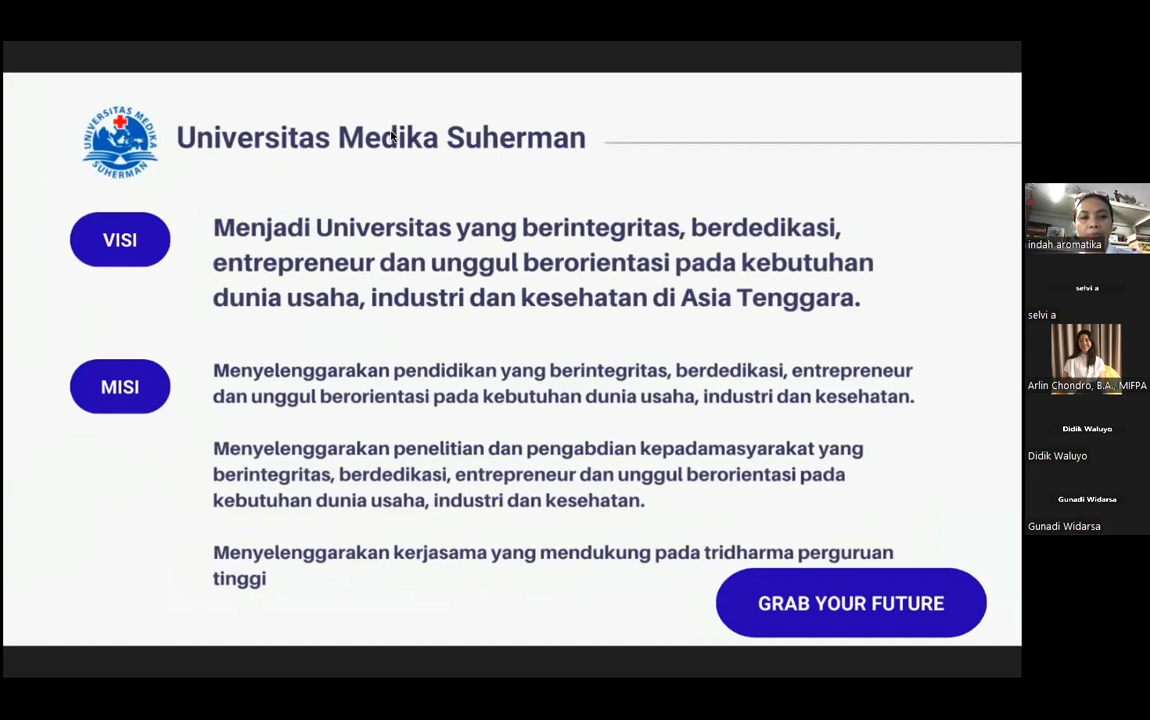 UNIVERSITAS MEDIKA
SUHERMAN
Universitas Medika Suherman
VISI
Menjadi Universitas yang berintegritas, berdedikasi,
entrepreneur dan unggul berorientasi pada kebutuhan
dunia usaha, industri dan kesehatan di Asia Tenggara.
MISI
Menyelenggarakan pendidikan yang berintegritas, berdedikasi, entrepreneur
dan unggul berorientasi pada kebutuhan dunia usaha, industri dan kesehatan.
Menyelenggarakan penelitian dan pengabdian kepadamasyarakat yang
berintegritas, berdedikasi, entrepreneur dan unggul berorientasi pada
kebutuhan dunia usaha, industri dan kesehatan.
Menyelenggarakan kerjasama yang mendukung pada tridharma perguruan
tinggi
GRAB YOUR FUTURE
indah aromatika
selvi a
selvi a
Arlin Chondro, B.A., MIFPA
Didik Waluyo
Didik Waluyo
Gunadi Widarsa
Gunadi Widarsa